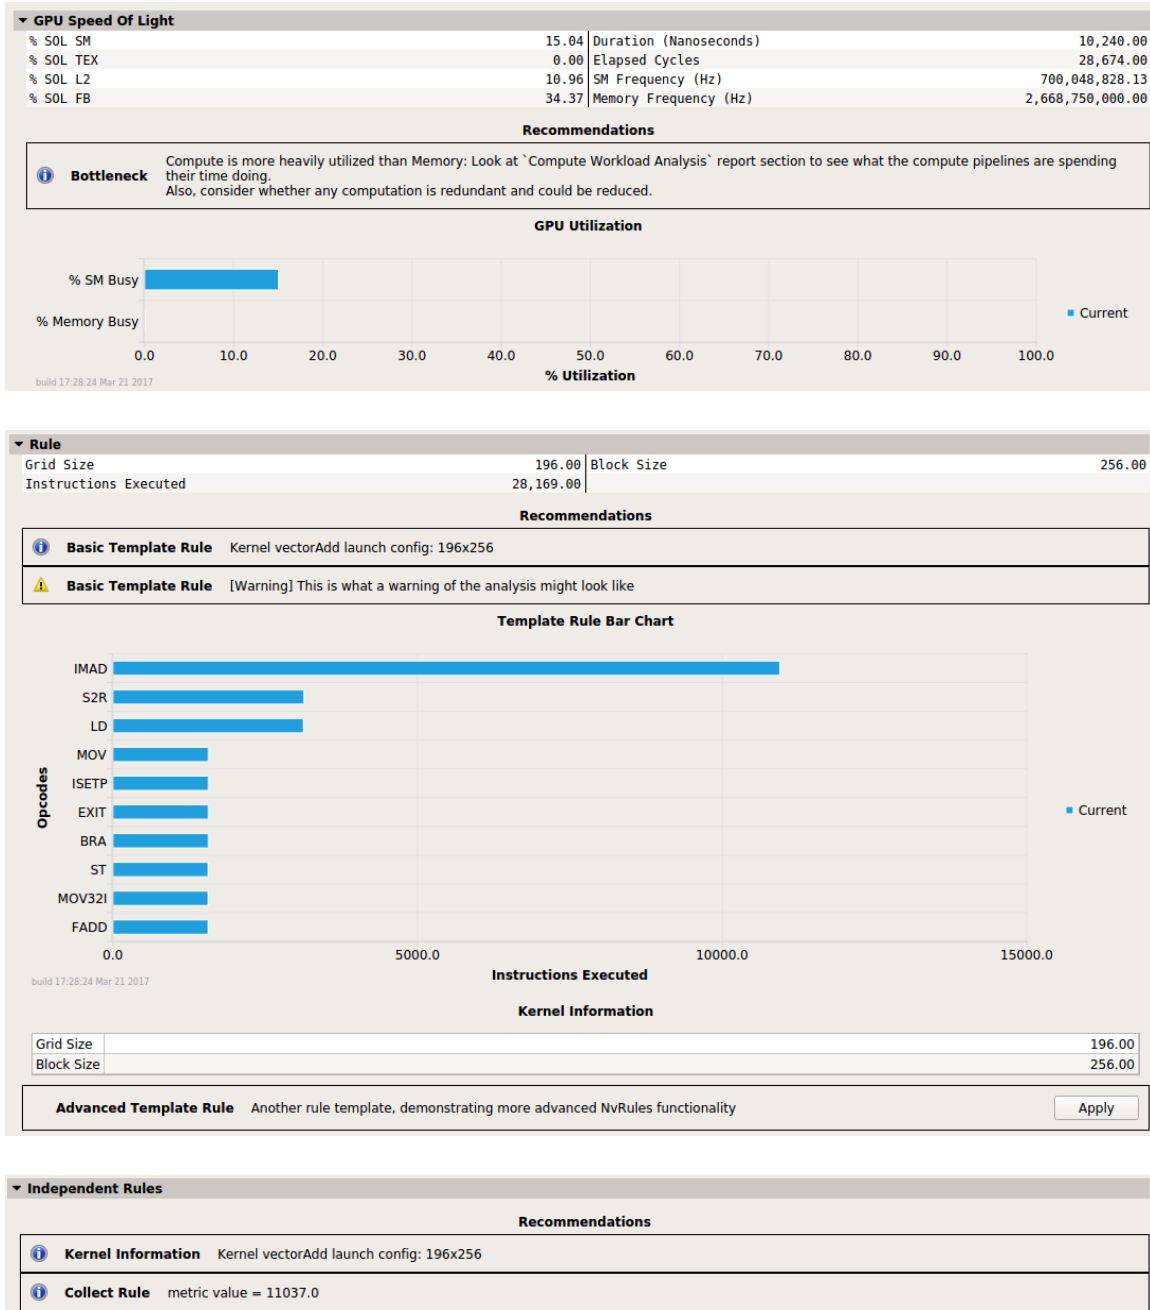 GPU Speed Of Light
% SOL SM 15.04 Duration (Nanoseconds) 10,240.00
% SOL TEX 0.00 Elapsed Cycles 28,674.00
% SOL L2 10.96 SM Frequency (Hz) 700,048,828.13
% SOL FB 34.37 Memory Frequency (Hz) 2,668,750,000.00
Recommendations
Bottleneck Compute is more heavily utilized than Memory: Look at `Compute Workload Analysis` report section to see what the compute pipelines are spending
their time doing.
Also, consider whether any computation is redundant and could be reduced.
GPU Utilization
% SM Busy
% Memory Busy
Current
0.0 10.0 20.0 30.0 40.0 50.0 60.0 70.0 80.0 90.0 100.0
% Utilization
build 17:28:24 Mar 21 2017
Rule
Grid Size 196.00 Block Size 256.00
Instructions Executed 28,169.00
Recommendations
Basic Template Rule Kernel vectorAdd launch config: 196x256
Basic Template Rule [Warning] This is what a warning of the analysis might look like
Template Rule Bar Chart
IMAD
S2R
LD
MOV
ISETP
EXIT
BRA
ST
MOV32I
FADD
Opcodes
Current
0.0 5000.0 10000.0 15000.0
Instructions Executed
build 17:28:24 Mar 21 2017
Kernel Information
Grid Size 196.00
Block Size 256.00
Advanced Template Rule Another rule template, demonstrating more advanced NvRules functionality Apply
Independent Rules
Recommendations
Kernel Information Kernel vectorAdd launch config: 196x256
Collect Rule metric value = 11037.0